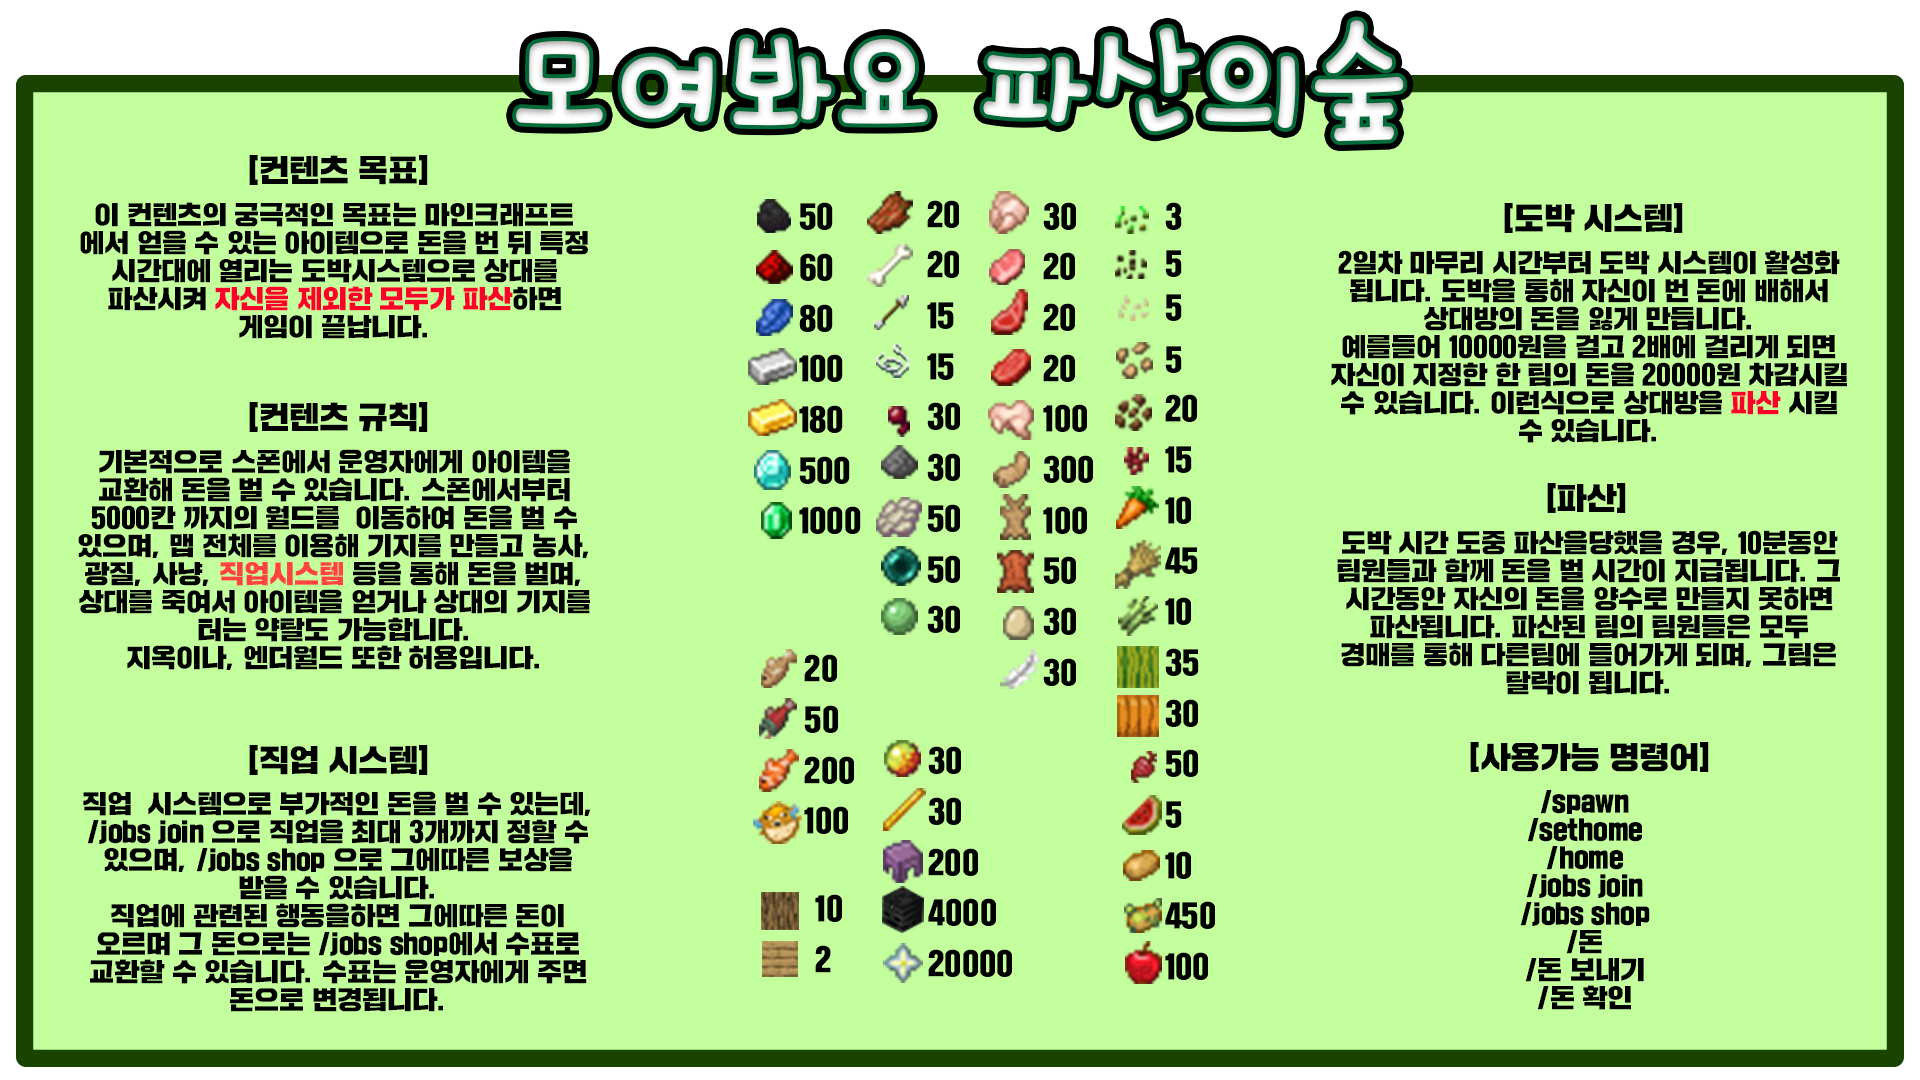 모여봐요 파산의숲
[컨텐츠 목표]
이 컨텐츠의 궁극적인 목표는 마인크래프트
에서 얻을 수 있는 아이템으로 돈을 번 뒤 특정
시간대에 열리는 도박시스템으로 상대를
파산시켜 자신을 제외한 모두가 파산하면
게임이 끝납니다.
[컨텐츠 규칙]
기본적으로 스폰에서 운영자에게 아이템을
교환해 돈을 벌 수 있습니다. 스폰에서부터
5000칸 까지의 월드를 이동하여 돈을 벌 수
있으며, 맵 전체를 이용해 기지를 만들고 농사,
광질, 사냥, 직업시스템 등을 통해 돈을 벌며,
상대를 죽여서 아이템을 얻거나 상대의 기지를
터는 약탈도 가능합니다.
지옥이나, 엔더월드 또한 허용입니다.
[직업 시스템]
직업 시스템으로 부가적인 돈을 벌 수 있는데,
/jobs join 으로 직업을 최대 3개까지 정할 수
있으며, /jobs shop 으로 그에따른 보상을
받을 수 있습니다.
직업에 관련된 행동을하면 그에따른 돈이
오르며 그 돈으로는 /jobs shop에서 수표로
교환할 수 있습니다. 수표는 운영자에게 주면
돈으로 변경됩니다.
50
60
80
100
180
500
1000
20
50
200
100
10
2
20
20
15
15
30
30
50
50
30
30
30
200
4000
20000
30
20
20
20
100
300
100
50
30
30
3
5
5
5
20
15
10
45
10
35
30
50
5
10
450
100
[도박 시스템]
2일차 마무리 시간부터 도박 시스템이 활성화
됩니다. 도박을 통해 자신이 번 돈에 배해서
상대방의 돈을 잃게 만듭니다.
예를들어 10000원을 걸고 2배에 걸리게 되면
자신이 지정한 한 팀의 돈을 20000원 차감시킬
수 있습니다. 이런식으로 상대방을 파산 시킬
수 있습니다.
[파산]
도박 시간 도중 파산을당했을 경우, 10분동안
팀원들과 함께 돈을 벌 시간이 지급됩니다. 그
시간동안 자신의 돈을 양수로 만들지 못하면
파산됩니다. 파산된 팀의 팀원들은 모두
경매를 통해 다른팀에 들어가게 되며, 그팀은
탈락이 됩니다.
[사용가능 명령어]
/spawn
/sethome
/home
/jobs join
/jobs shop
/돈
/돈 보내기
/돈 확인